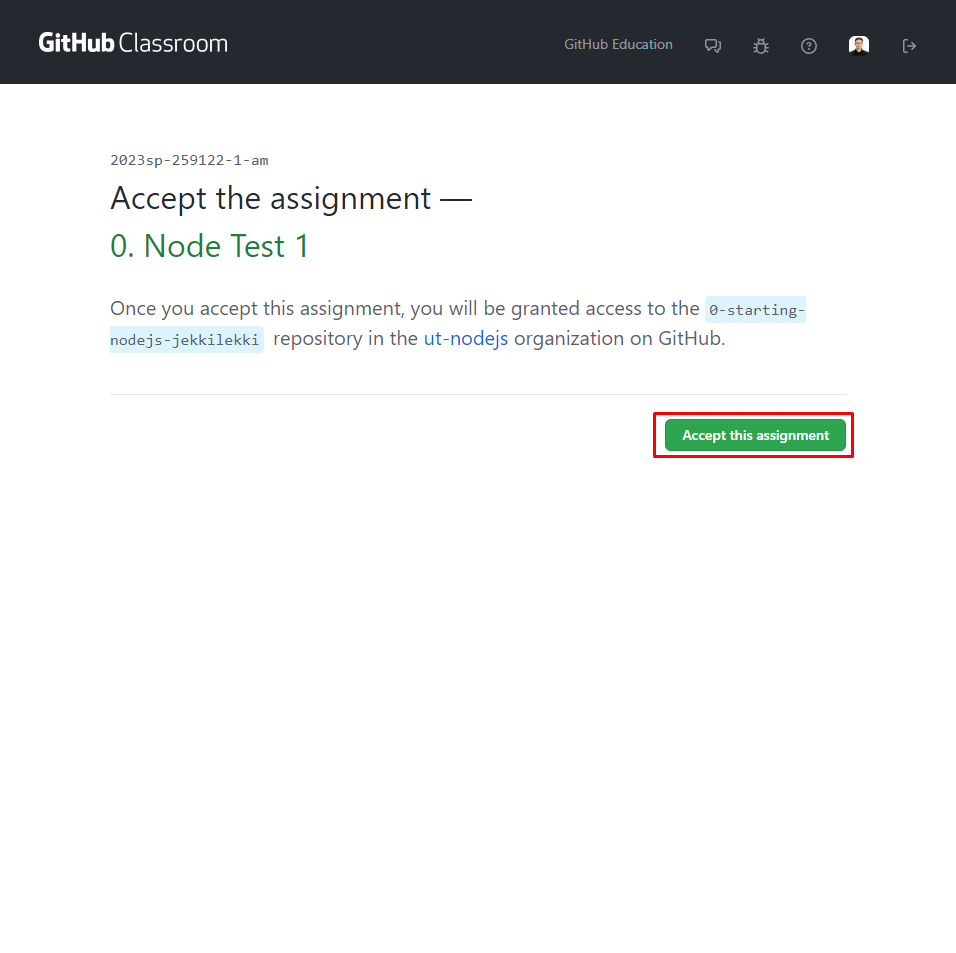 GitHub Classroom
GitHub Education
2023sp-259122-1-am
Accept the assignment —
0. Node Test 1
Once you accept this assignment, you will be granted access to the 0-starting-
nodejs-jekkilekki repository in the ut-nodejs organization on GitHub.
Accept this assignment